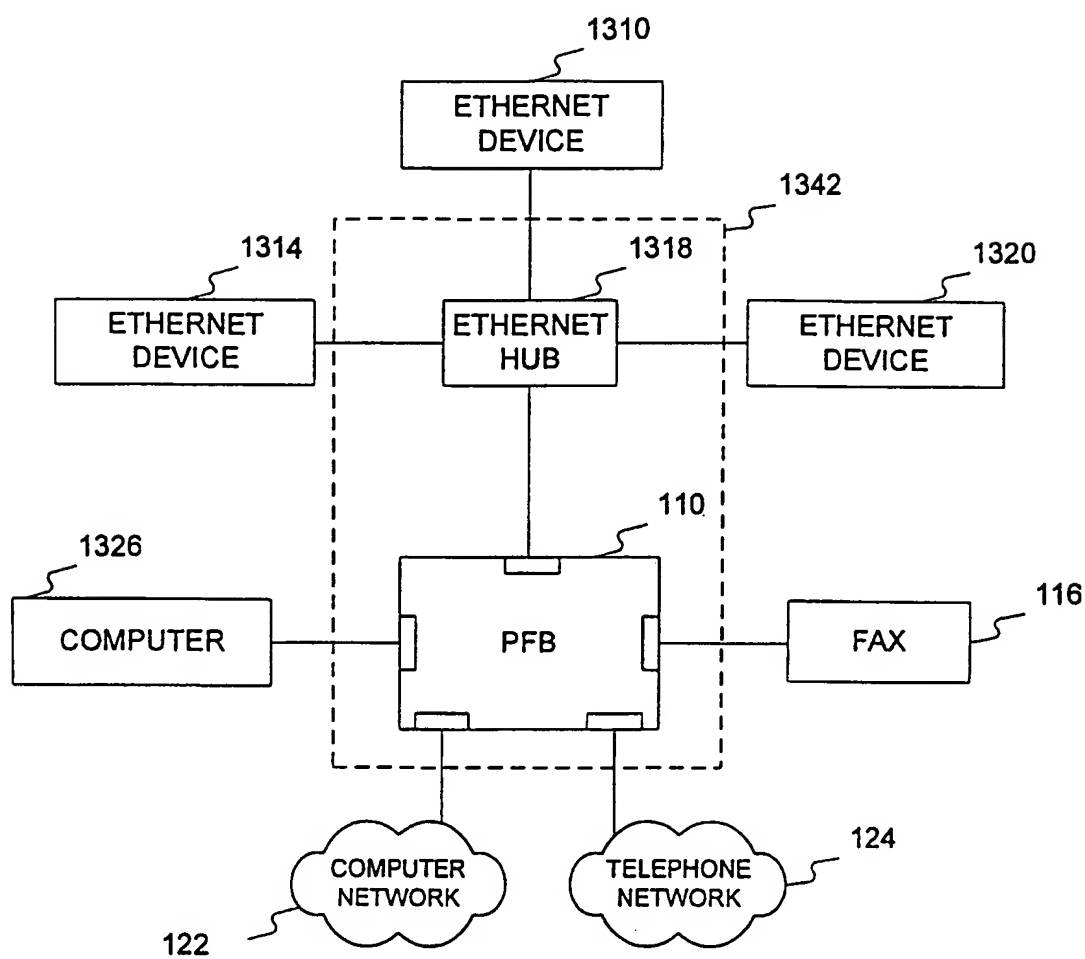 1310
ETHERNET
DEVICE
1342
1314
1318
1320
ETHERNET
DEVICE
ETHERNET
HUB
ETHERNET
DEVICE
110
1326
116
COMPUTER
PFB
FAX
COMPUTER
NETWORK
TELEPHONE
NETWORK
124
122